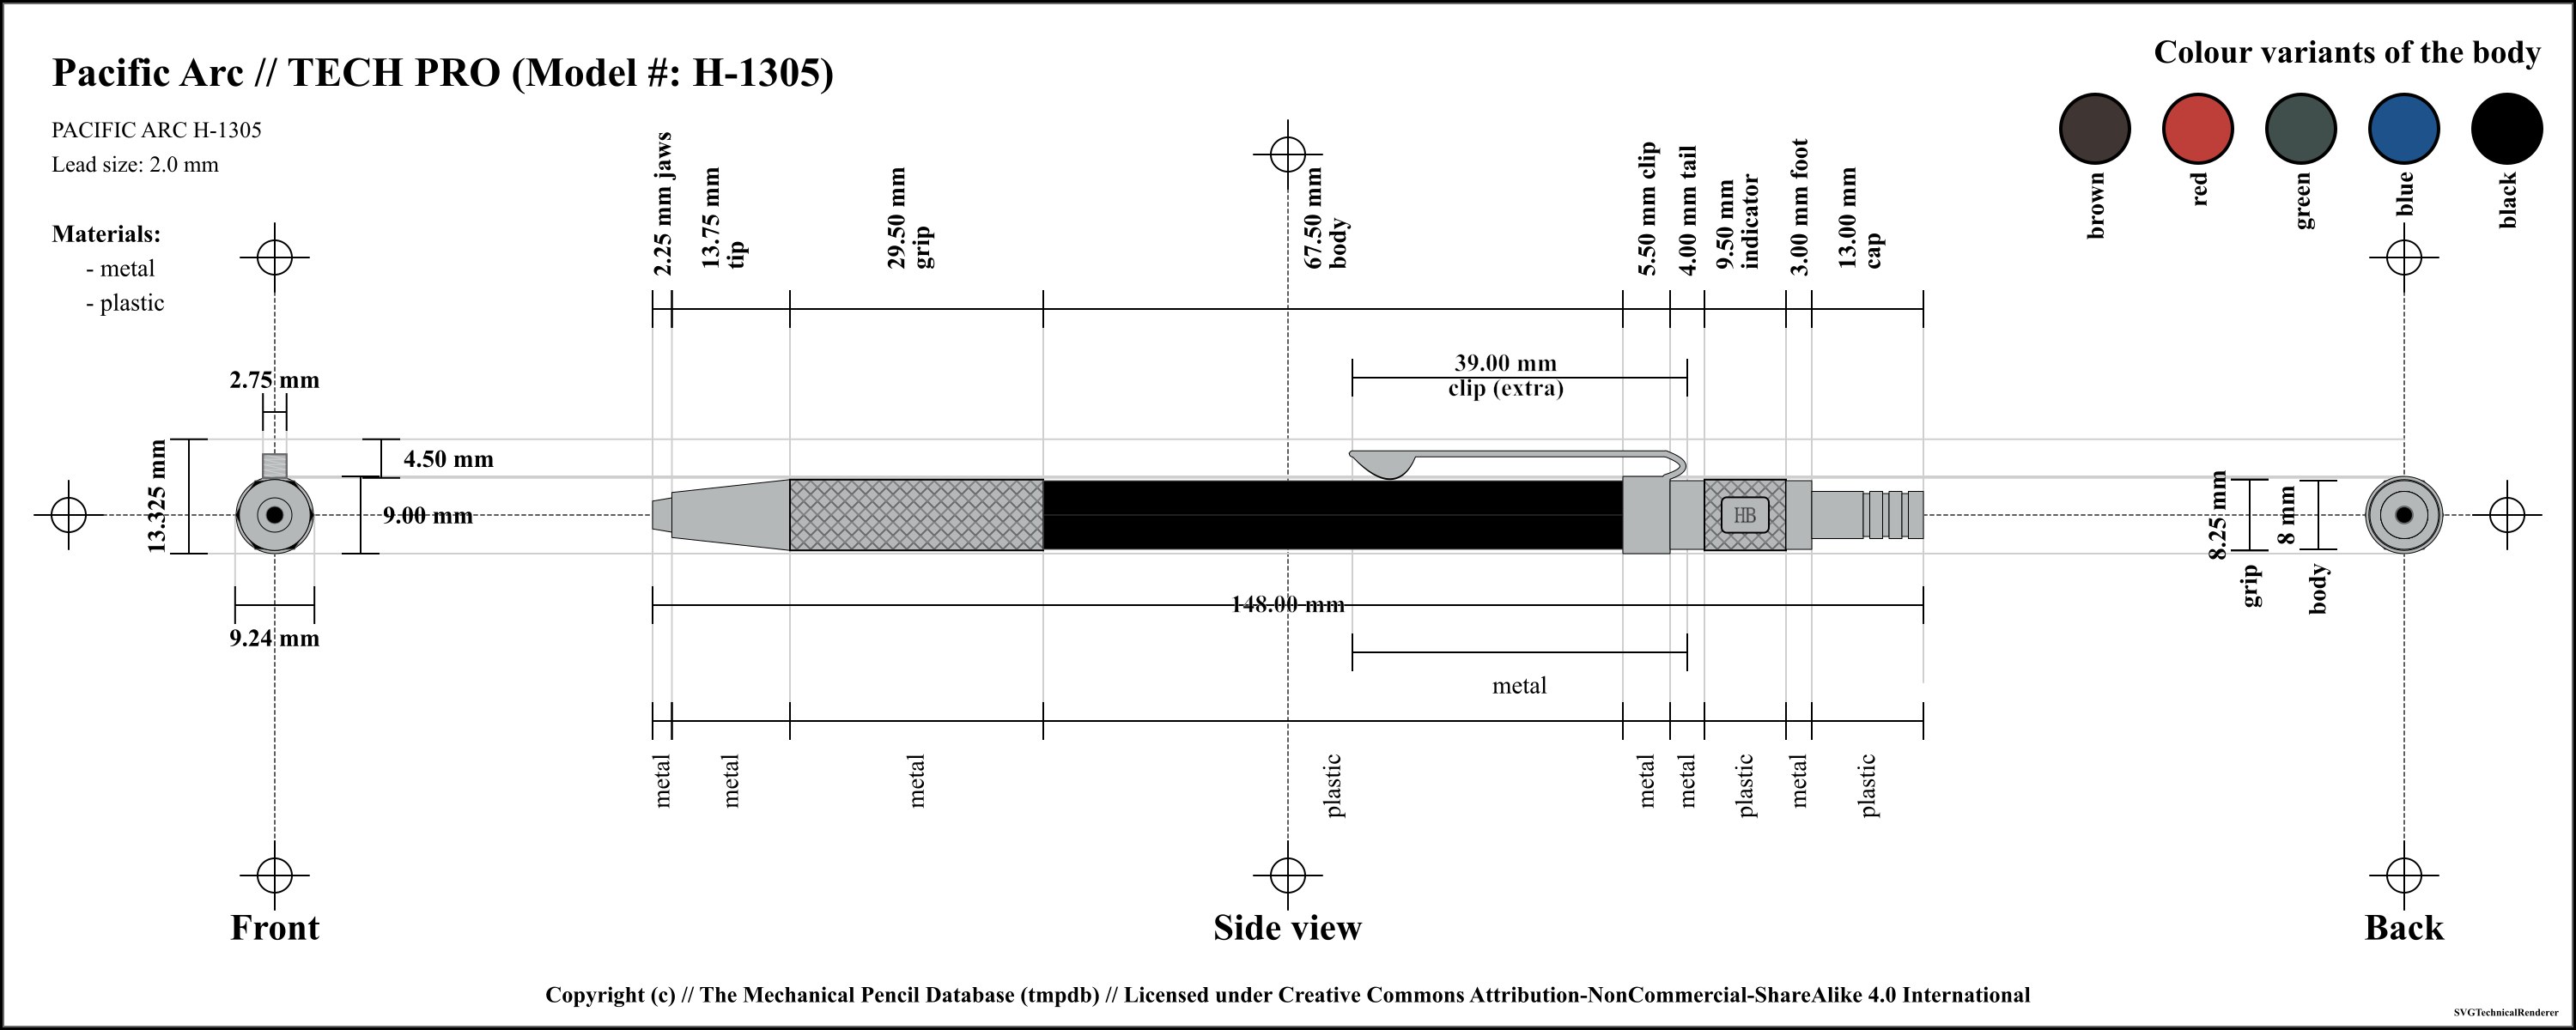 Pacific Arc // TECH PRO (Model #: H-1305)
PACIFIC ARC H-1305
Lead size: 2.0 mm
Materials:
- metal
- plastic
Colour variants of the body
brown
red
green
blue
black
2.25 mm jaws
13.75 mm
tip
29.50 mm
grip
67.50 mm
body
5.50 mm clip
4.00 mm tail
9.50 mm
indicator
3.00 mm foot
13.00 mm
cap
39.00 mm
clip (extra)
2.75 mm
13.325 mm
4.50 mm
9.00 mm
9.24 mm
HB
8.25 mm
grip
8 mm
body
148.00 mm
metal
metal
metal
metal
plastic
metal
metal
plastic
metal
plastic
Front
Side view
Back
Copyright (c) // The Mechanical Pencil Database (tmpdb) // Licensed under Creative Commons Attribution-NonCommercial-ShareAlike 4.0 International
SVGTechnicalRenderer